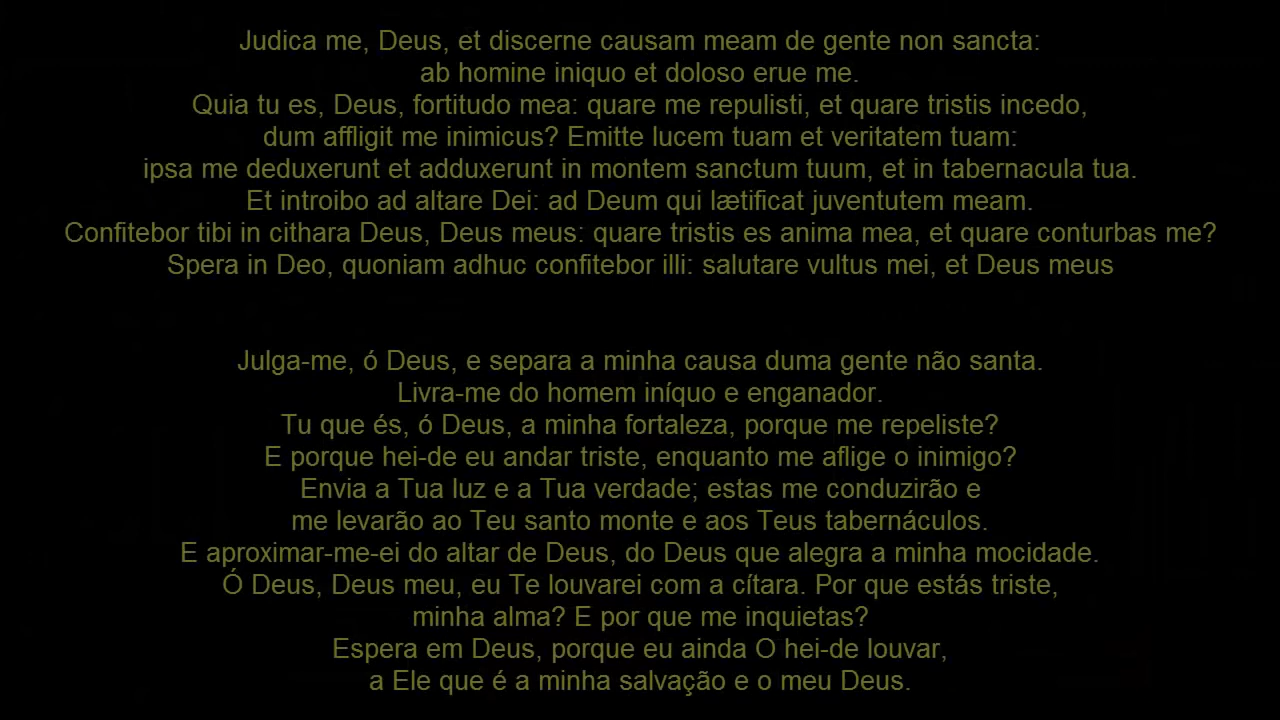 Judica me, Deus, et discerne causam meam de gente non sancta:
ab homine iniquo et doloso erue me.
Quia tu es, Deus, fortitudo mea: quare me repulisti, et quare tristis incedo,
dum affligit me inimicus? Emitte lucem tuam et veritatem tuam:
ipsa me deduxerunt et adduxerunt in montem sanctum tuum, et in tabernacula tua.
Et introibo ad altare Dei: ad Deum qui lætificat juventutem meam.
Confitebor tibi in cithara Deus, Deus meus: quare tristis es anima mea, et quare conturbas me?
Spera in Deo, quoniam adhuc confitebor illi: salutare vultus mei, et Deus meus
Julga-me, ó Deus, e separa a minha causa duma gente não santa.
Livra-me do homem iníquo e enganador.
Tu que és, ó Deus, a minha fortaleza, porque me repeliste?
E porque hei-de eu andar triste, enquanto me aflige o inimigo?
Envia a Tua luz e a Tua verdade; estas me conduzirão e
me levarão ao Teu santo monte e aos Teus tabernáculos.
E aproximar-me-ei do altar de Deus, do Deus que alegra a minha mocidade.
Ó Deus, Deus meu, eu Te louvarei com a cítara. Por que estás triste,
minha alma? E por que me inquietas?
Espera em Deus, porque eu ainda O hei-de louvar,
a Ele que é a minha salvação e o meu Deus.